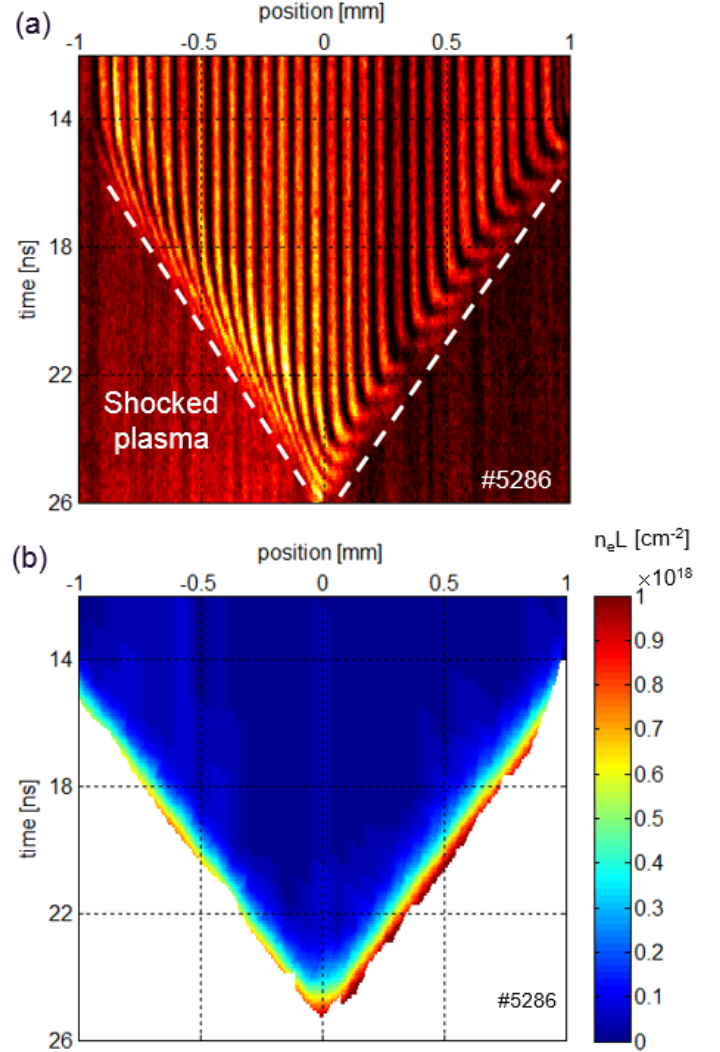 (a)
position [mm]
-1 -0.5 0 0.5 1
14
18
22
26
time [ns]
Shocked
plasma
#5286
(b)
position [mm]
-1 -0.5 0 0.5 1
14
18
22
26
time [ns]
#5286
nₑL [cm⁻²]
×10¹⁸
1
0.9
0.8
0.7
0.6
0.5
0.4
0.3
0.2
0.1
0